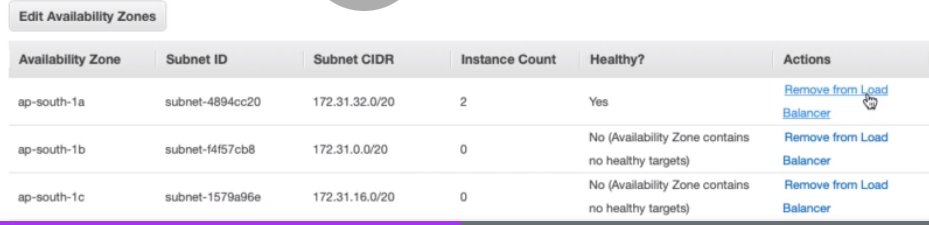 Edit Availability Zones
Availability Zone Subnet ID Subnet CIDR Instance Count Healthy? Actions
ap-south-1a subnet-4894cc20 172.31.32.0/20 2 Yes Remove from Load Balancer
ap-south-1b subnet-f4f57cb8 172.31.0.0/20 0 No (Availability Zone contains no healthy targets) Remove from Load Balancer
ap-south-1c subnet-1579a96e 172.31.16.0/20 0 No (Availability Zone contains no healthy targets) Remove from Load Balancer